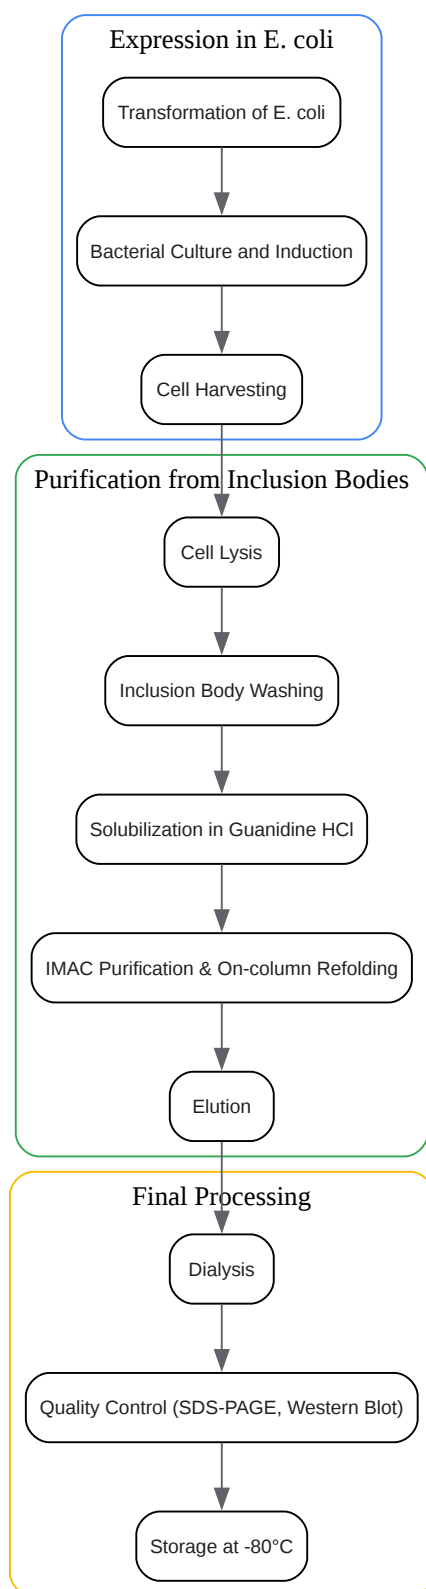 Expression in E. coli
Transformation of E. coli
Bacterial Culture and Induction
Cell Harvesting
Purification from Inclusion Bodies
Cell Lysis
Inclusion Body Washing
Solubilization in Guanidine HCl
IMAC Purification & On-column Refolding
Elution
Final Processing
Dialysis
Quality Control (SDS-PAGE, Western Blot)
Storage at -80°C